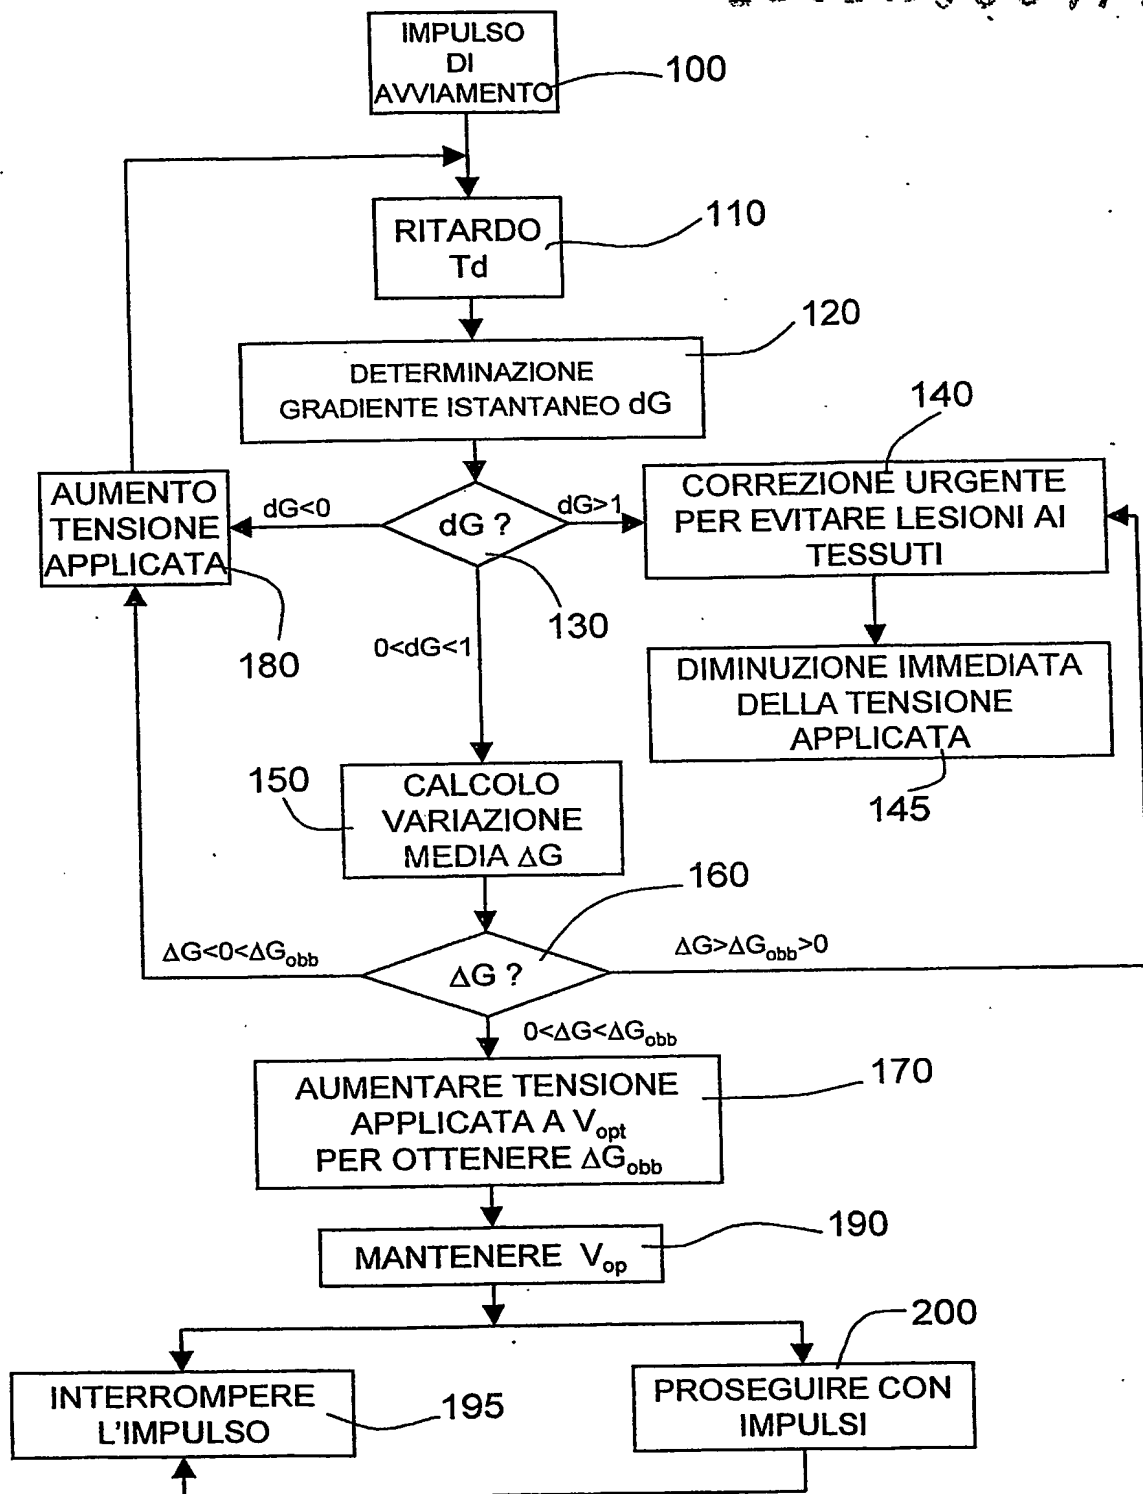 IMPULSO
DI
AVVIAMENTO
100
RITARDO
Td
110
DETERMINAZIONE
GRADIENTE ISTANTANEO dG
120
dG ?
130
dG<0
dG>1
0<dG<1
AUMENTO
TENSIONE
APPLICATA
180
CORREZIONE URGENTE
PER EVITARE LESIONI AI
TESSUTI
140
DIMINUZIONE IMMEDIATA
DELLA TENSIONE
APPLICATA
145
CALCOLO
VARIAZIONE
MEDIA ΔG
150
ΔG ?
160
ΔG<0<ΔGobb
ΔG>ΔGobb>0
0<ΔG<ΔGobb
AUMENTARE TENSIONE
APPLICATA A Vopt
PER OTTENERE ΔGobb
170
MANTENERE Vop
190
INTERROMPERE
L'IMPULSO
195
PROSEGUIRE CON
IMPULSI
200